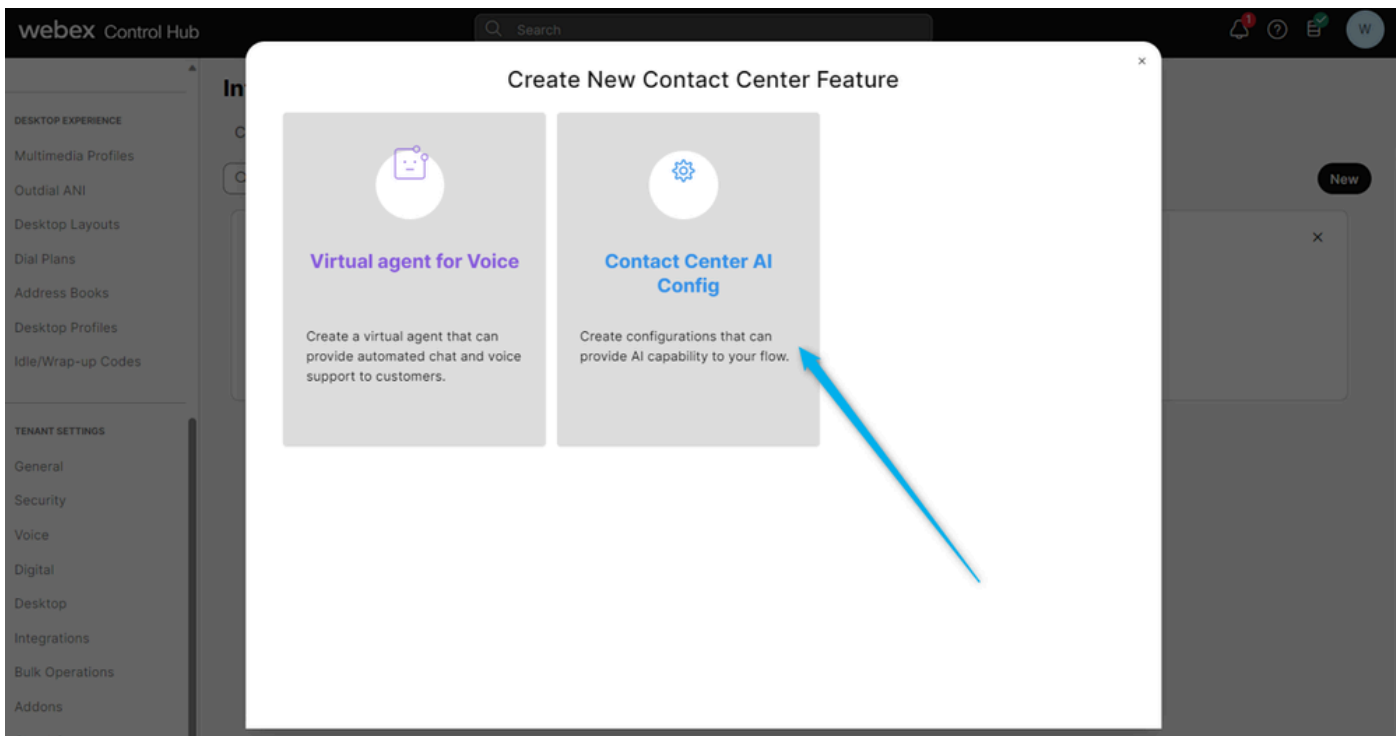 webex Control Hub
Search
1
W
DESKTOP EXPERIENCE
Multimedia Profiles
Outdial ANI
Desktop Layouts
Dial Plans
Address Books
Desktop Profiles
Idle/Wrap-up Codes
TENANT SETTINGS
General
Security
Voice
Digital
Desktop
Integrations
Bulk Operations
Addons
In
C
New
Create New Contact Center Feature
Virtual agent for Voice
Create a virtual agent that can
provide automated chat and voice
support to customers.
Contact Center AI
Config
Create configurations that can
provide AI capability to your flow.